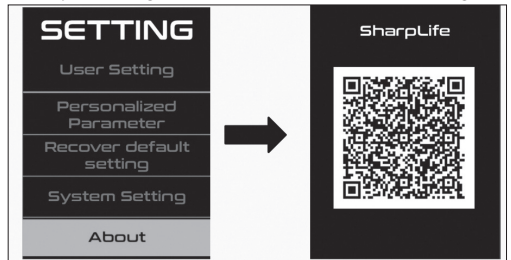 SETTING
User Setting
Personalized
Parameter
Recover default
setting
System Setting
About
SharpLife